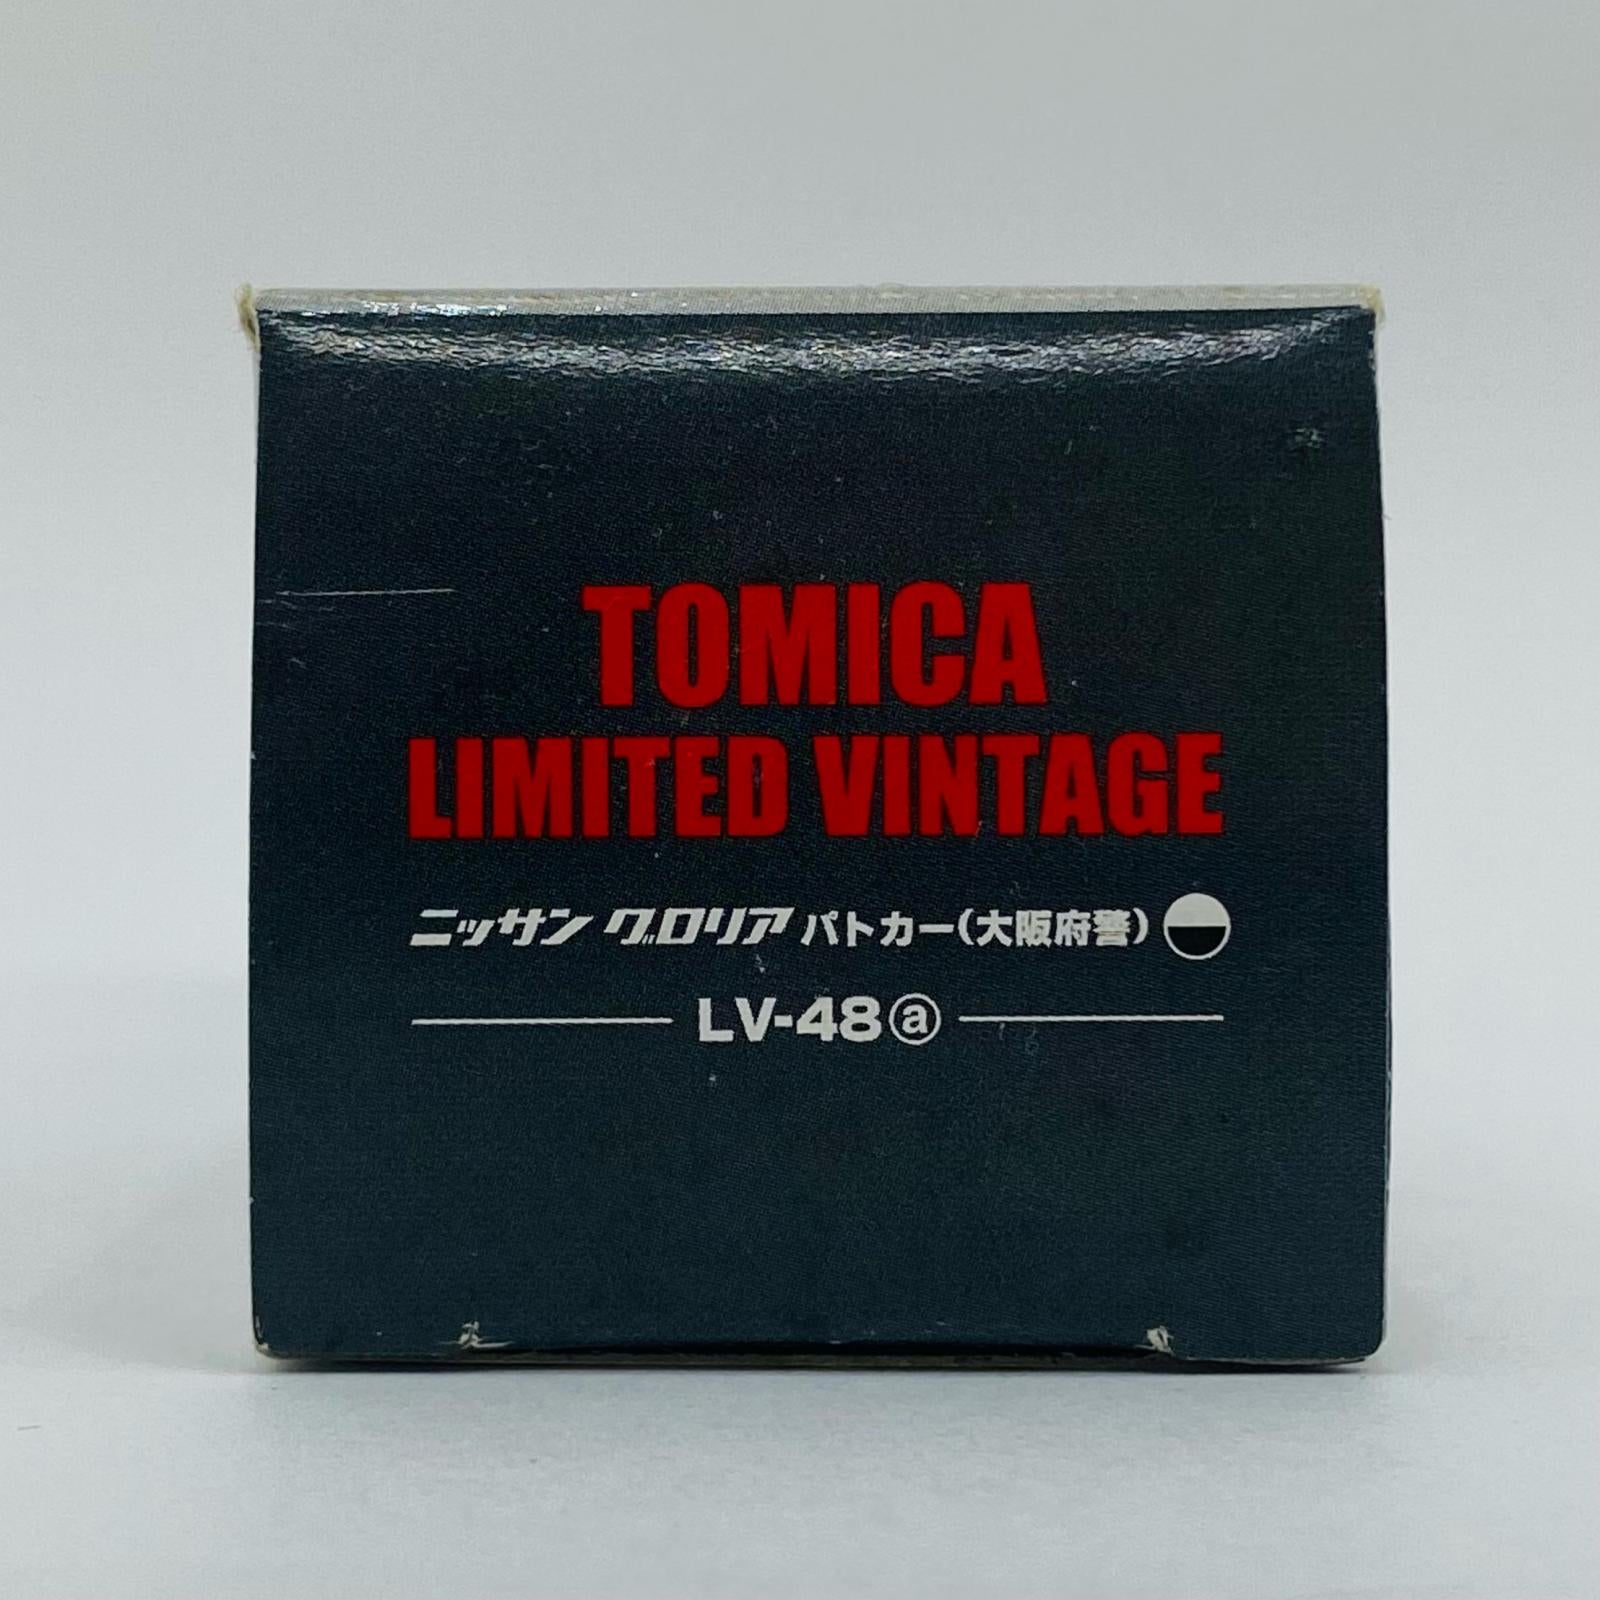 TOMICA
LIMITED VINTAGE
ニッサン グロリア パトカー(大阪府警)
LV-48ⓐ